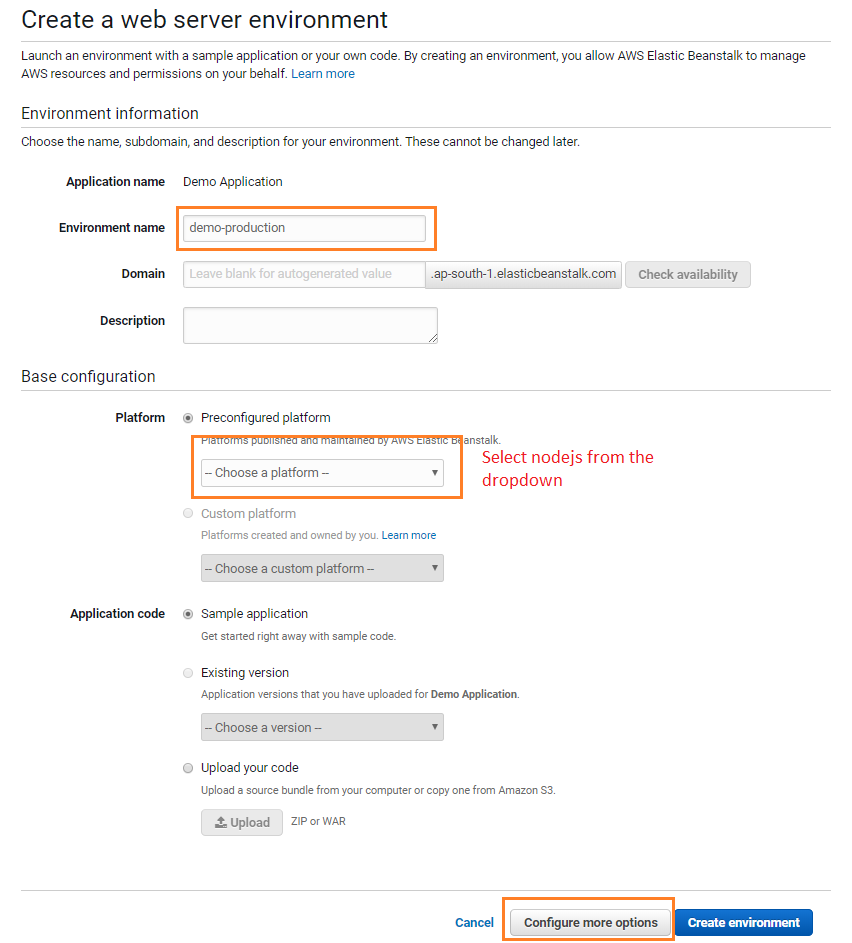 Create a web server environment
Launch an environment with a sample application or your own code. By creating an environment, you allow AWS Elastic Beanstalk to manage
AWS resources and permissions on your behalf. Learn more
Environment information
Choose the name, subdomain, and description for your environment. These cannot be changed later.
Application name Demo Application
Environment name demo-production
Domain Leave blank for autogenerated value .ap-south-1.elasticbeanstalk.com Check availability
Description
Base configuration
Platform Preconfigured platform
Platforms published and maintained by AWS Elastic Beanstalk.
-- Choose a platform --
Select nodejs from the
dropdown
Custom platform
Platforms created and owned by you. Learn more
-- Choose a custom platform --
Application code Sample application
Get started right away with sample code.
Existing version
Application versions that you have uploaded for Demo Application.
-- Choose a version --
Upload your code
Upload a source bundle from your computer or copy one from Amazon S3.
Upload ZIP or WAR
Cancel Configure more options Create environment